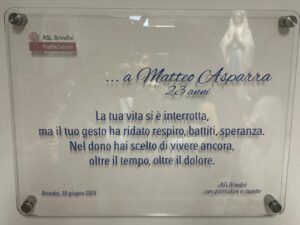 ASL Brindisi
PugliaSalute
... a Matteo Asparra
23 anni
La tua vita si è interrotta,
ma il tuo gesto ha ridato respiro, battiti, speranza.
Nel dono hai scelto di vivere ancora,
oltre il tempo, oltre il dolore.
Brindisi, 30 giugno 2025
ASL Brindisi
con gratitudine e rispetto